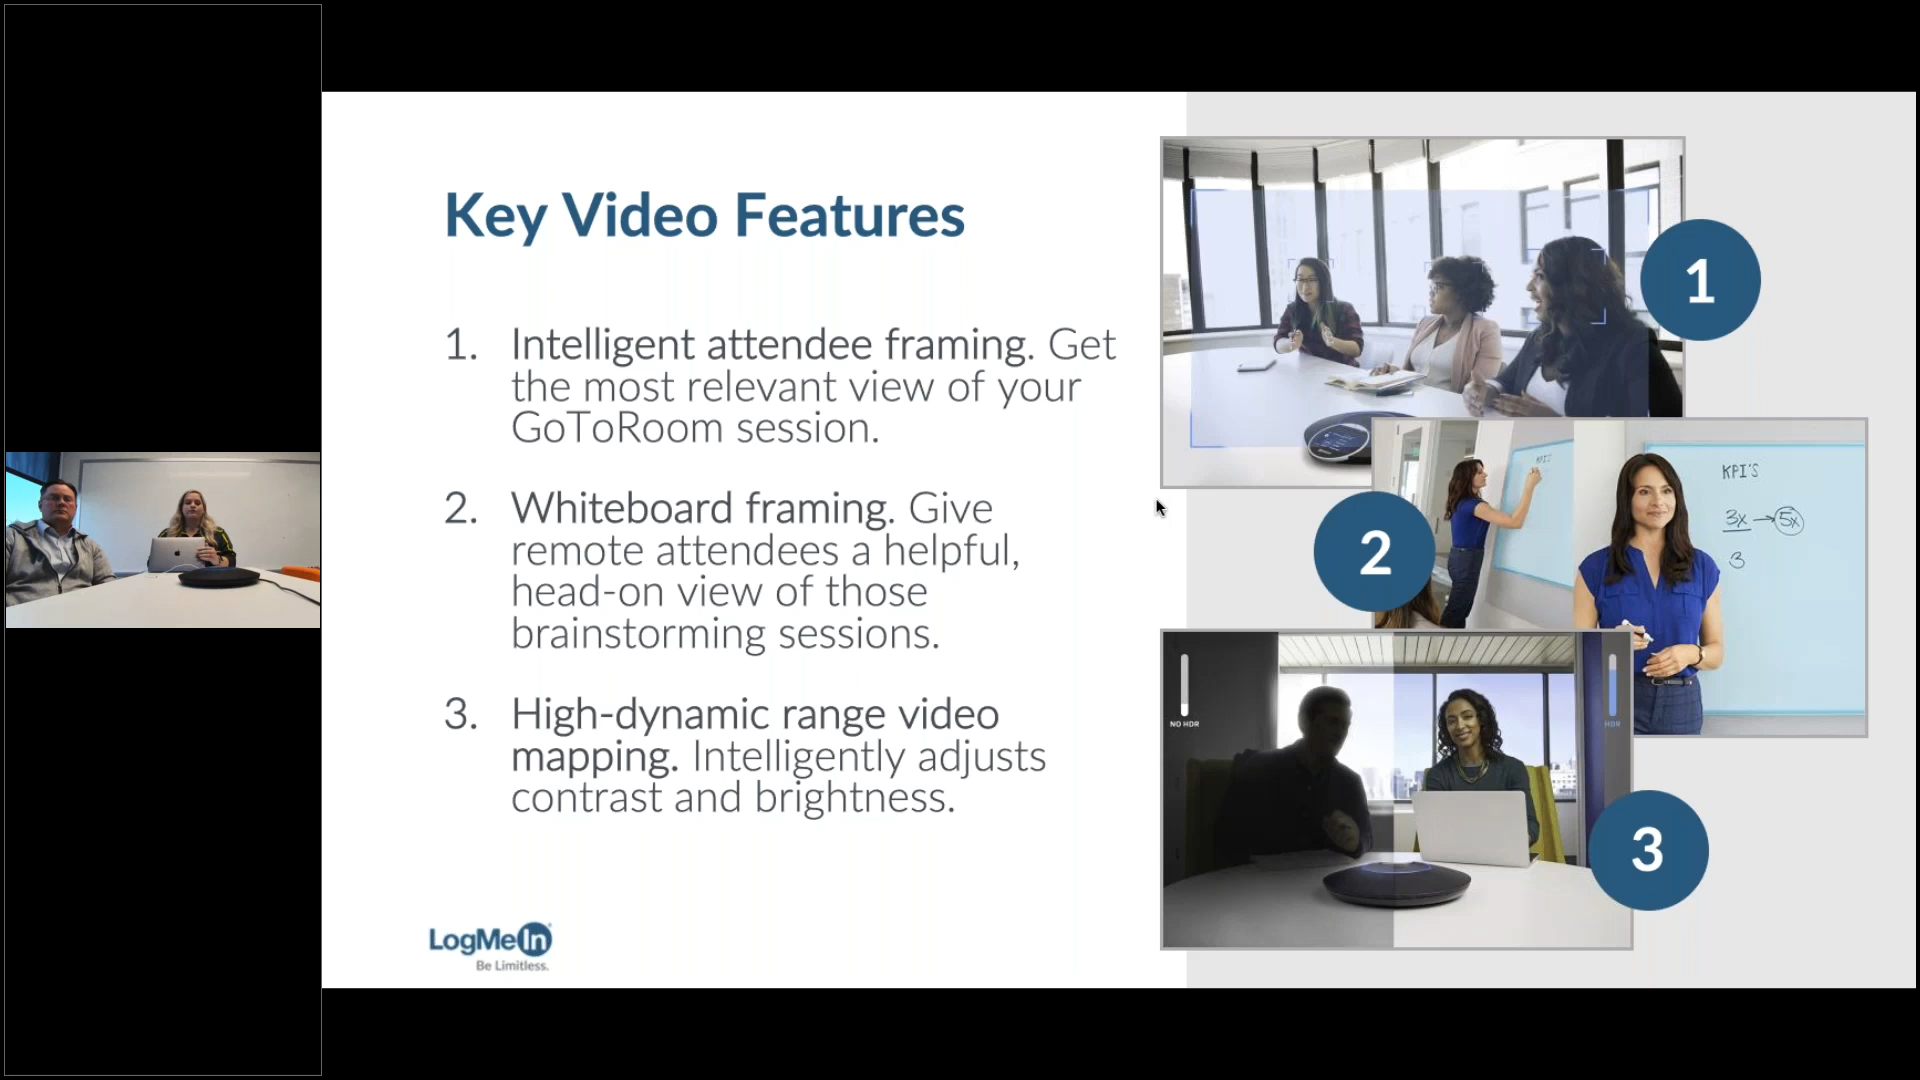 Key Video Features
1. Intelligent attendee framing. Get
the most relevant view of your
GoToRoom session.
2. Whiteboard framing. Give
remote attendees a helpful,
head-on view of those
brainstorming sessions.
3. High-dynamic range video
mapping. Intelligently adjusts
contrast and brightness.
LogMeIn
Be Limitless.
1
KPI'S
KPI'S
3x → 5x
3
2
NO HDR
HDR
3